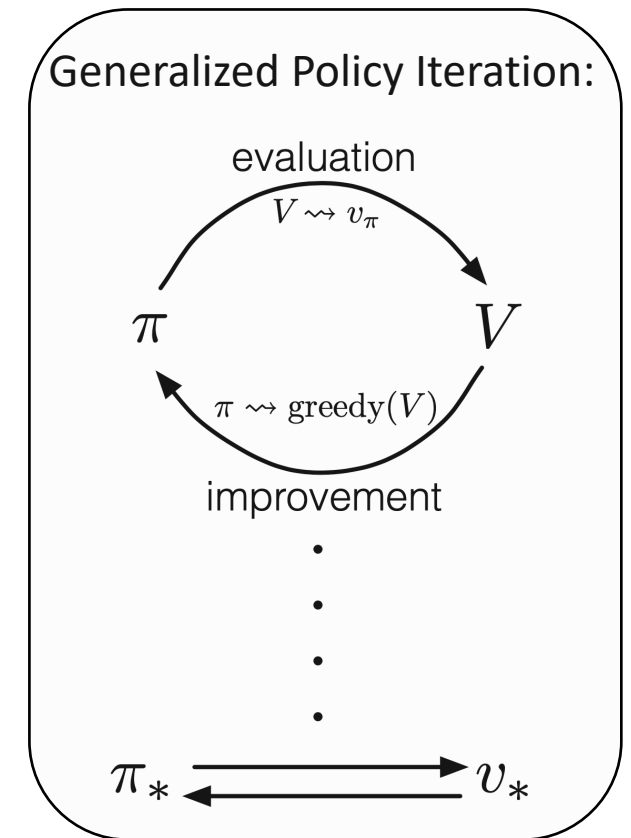 Generalized Policy Iteration:
evaluation
V ⇝ v_π
π V
π ⇝ greedy(V)
improvement
π_* v_*